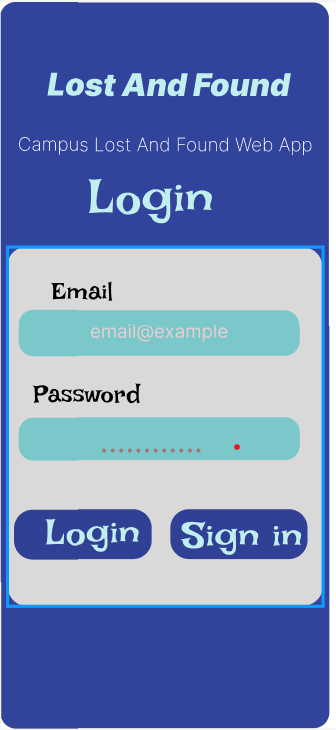 Lost And Found
Campus Lost And Found Web App
Login
Email
email@example
Password
Login
Sign in